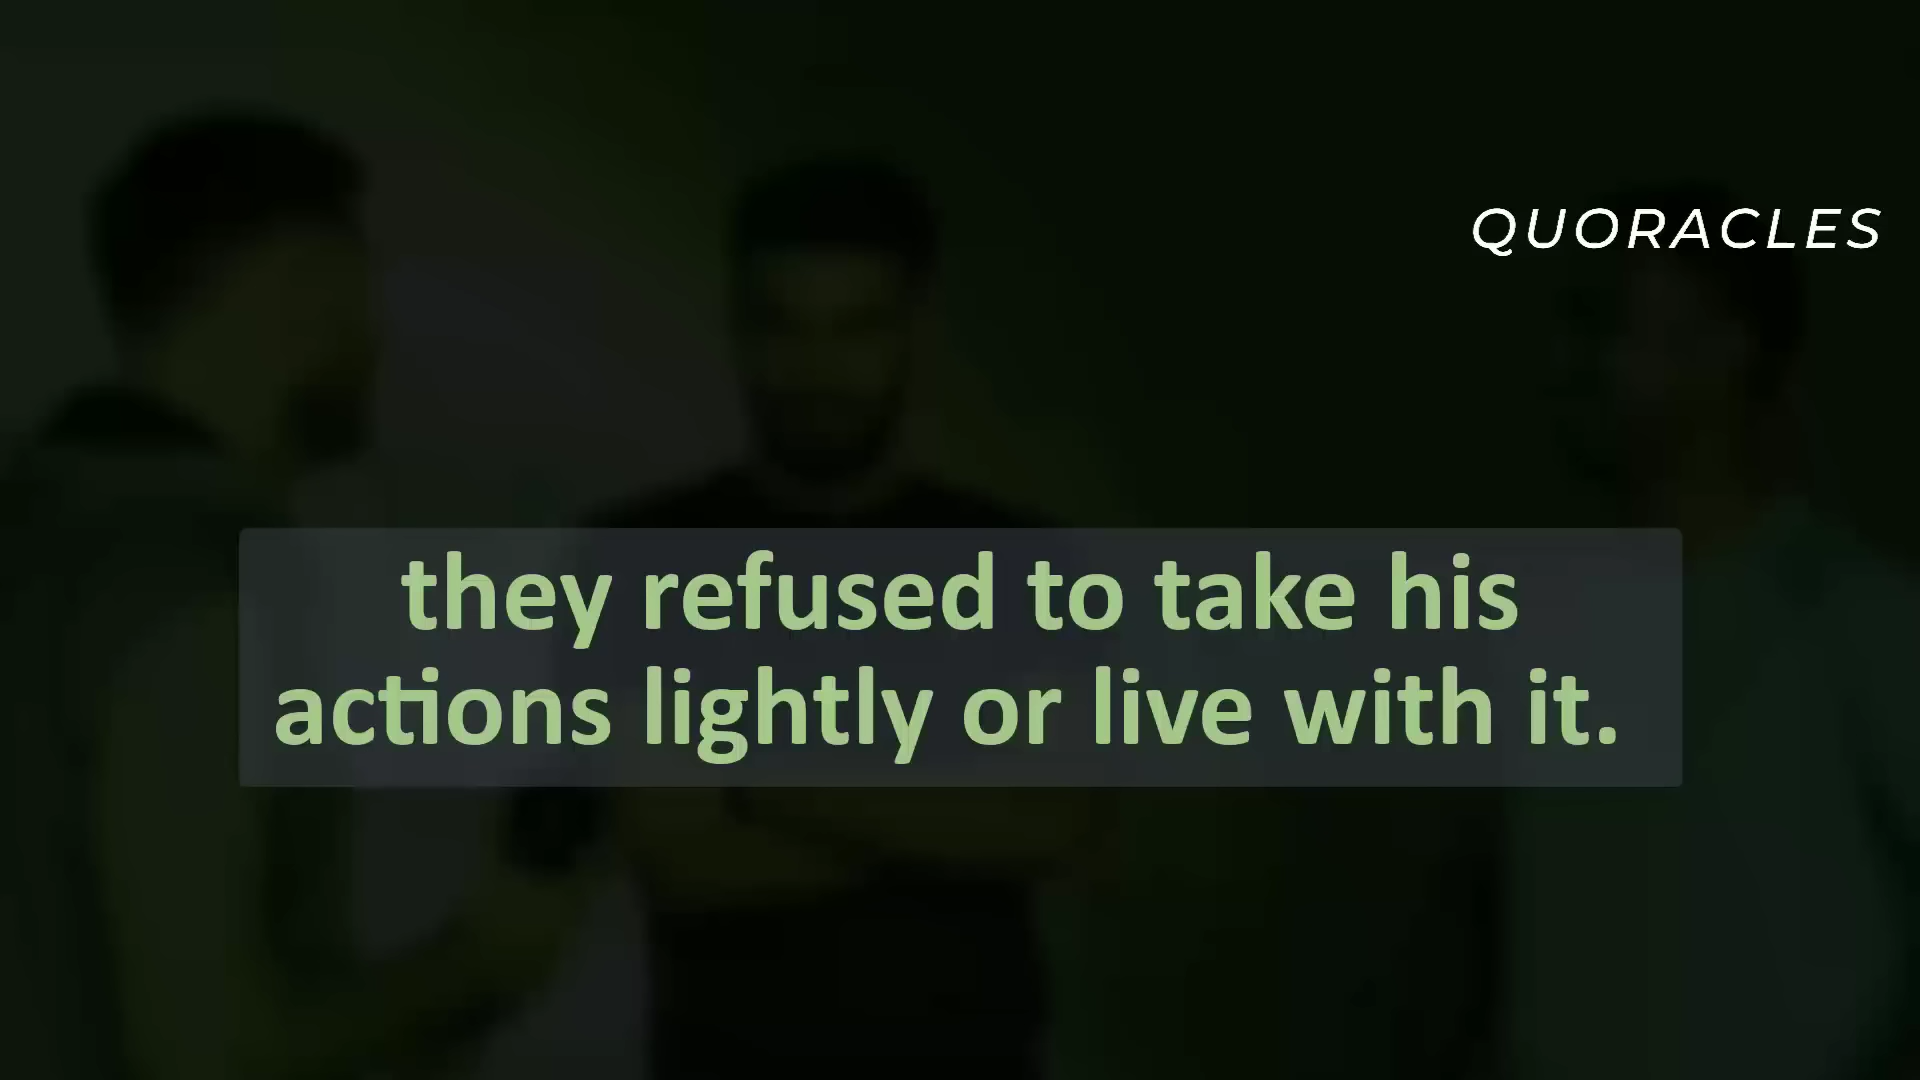 QUORACLES
they refused to take his
actions lightly or live with it.